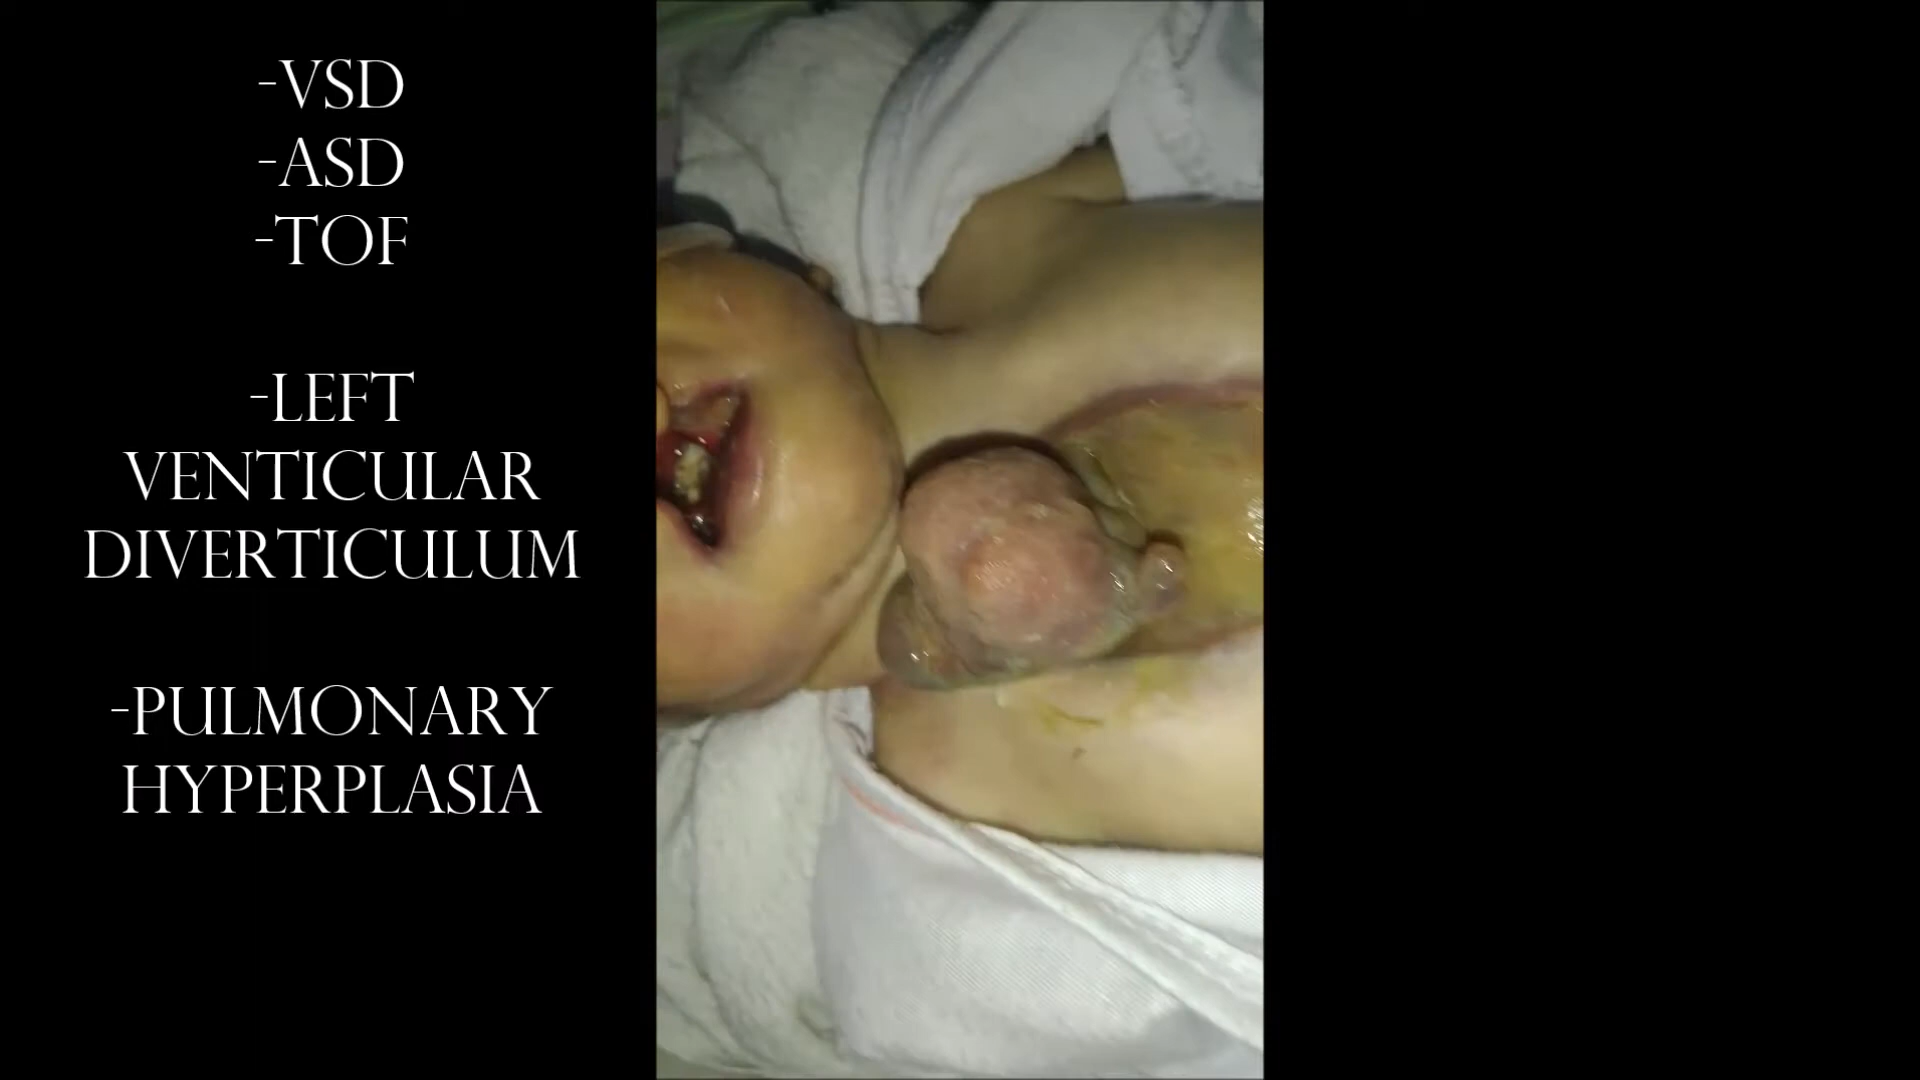 -VSD
-ASD
-TOF
-LEFT
VENTICULAR
DIVERTICULUM
-PULMONARY
HYPERPLASIA